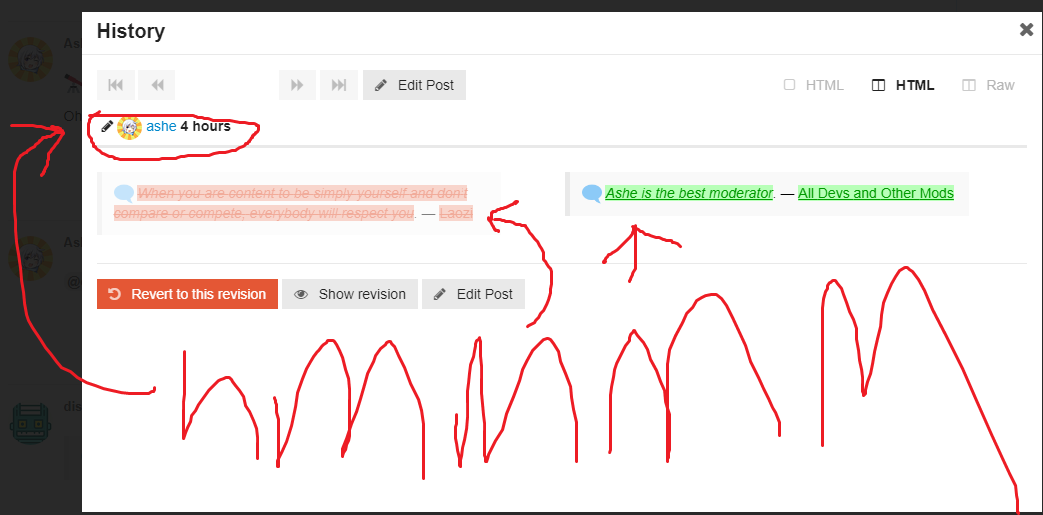 History
Edit Post
HTML
HTML
Raw
ashe 4 hours
When you are content to be simply yourself and don't
compare or compete, everybody will respect you. — Laozi
Ashe is the best moderator. — All Devs and Other Mods
Revert to this revision
Show revision
Edit Post
hmmmm